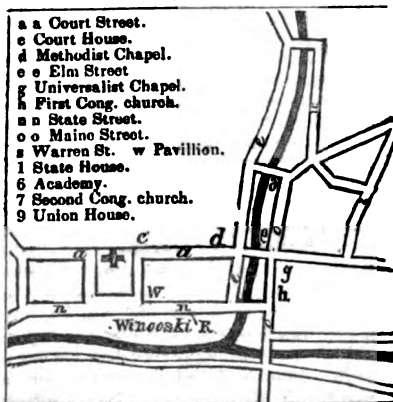 a a Court Street.
c Court House.
d Methodist Chapel.
e e Elm Street
g Universalist Chapel.
h First Cong. church.
n n State Street.
o o Maine Street.
s Warren St. w Pavillion.
1 State House.
6 Academy.
7 Second Cong. church.
9 Union House.
c d
a a e o
g
W. h
n n
Winooski R.